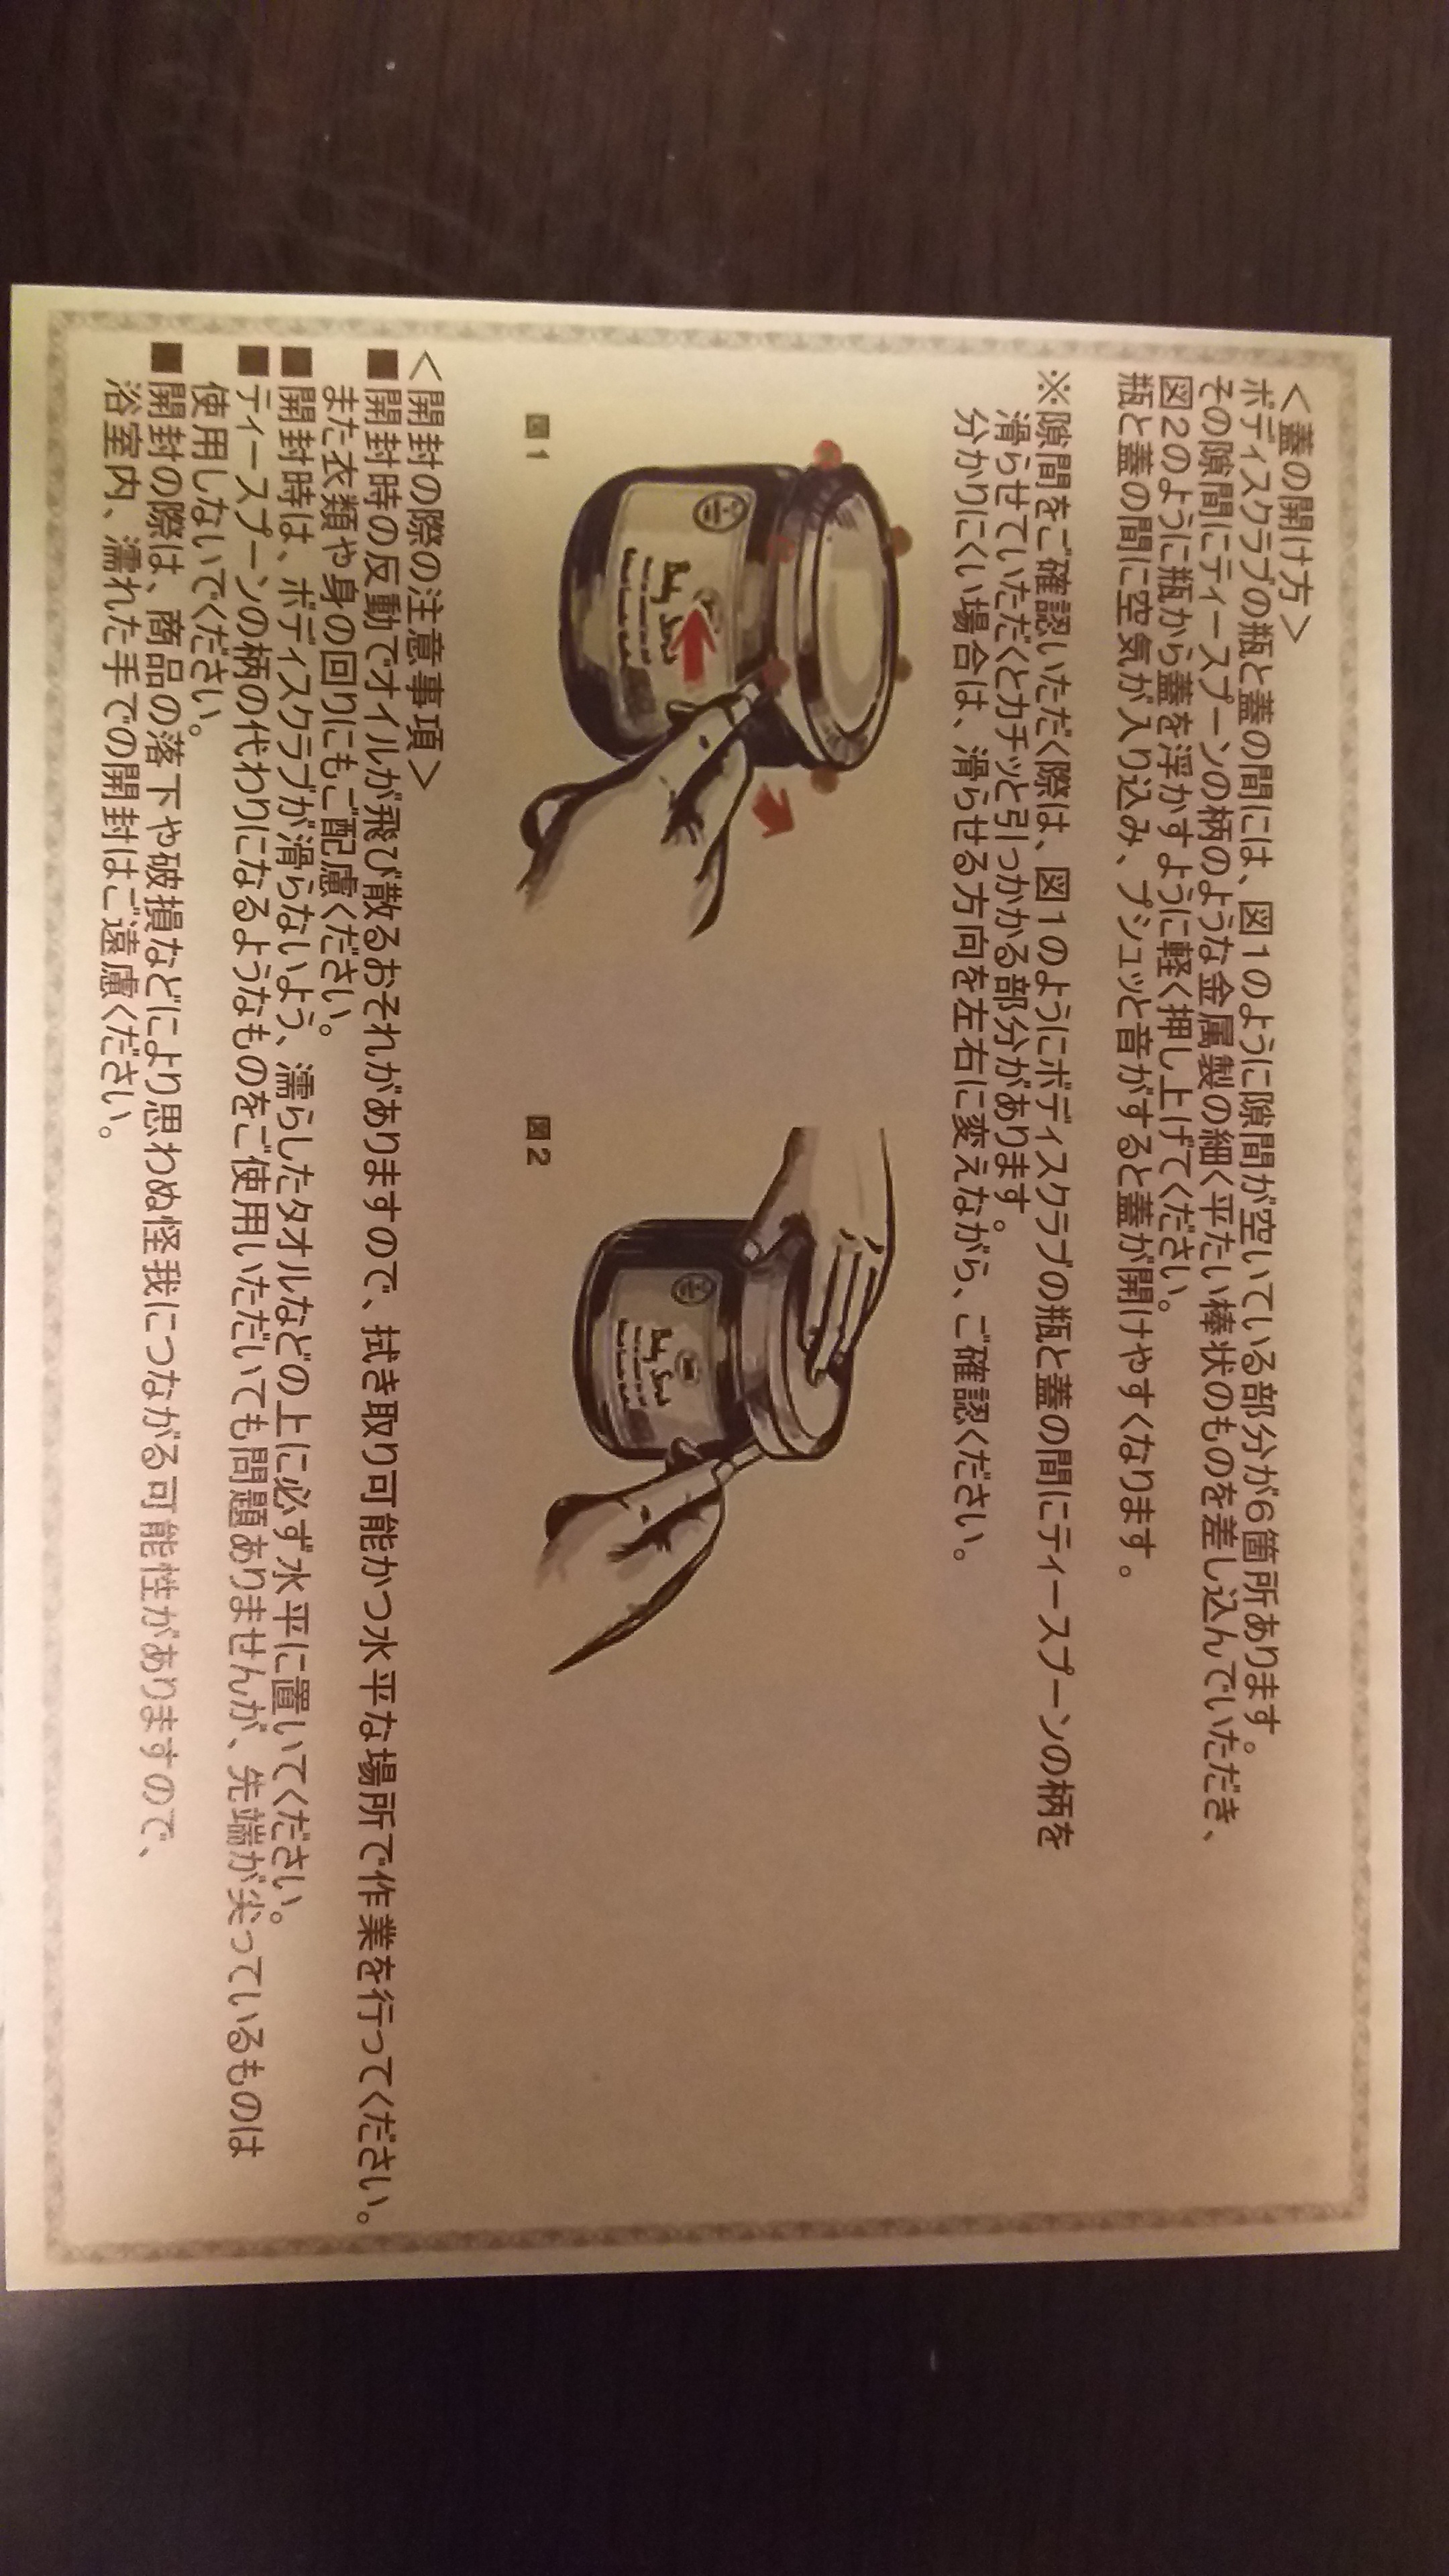 ＜蓋の開け方＞
ボディスクラブの瓶と蓋の間には、図1のように隙間が空いている部分が6箇所あります。
その隙間にティースプーンの柄のような金属製の細く平たい棒状のものを差し込んでいただき、
図2のように瓶から蓋を浮かすように軽く押し上げてください。
瓶と蓋の間に空気が入り込み、プシュッと音がすると蓋が開けやすくなります。
※隙間をご確認いただく際は、図1のようにボディスクラブの瓶と蓋の間にティースプーンの柄を
滑らせていただくとカチッと引っかかる部分があります。
分かりにくい場合は、滑らせる方向を左右に変えながら、ご確認ください。
Body
図1
Body
図2
＜開封の際の注意事項＞
■開封時の反動でオイルが飛び散るおそれがありますので、拭き取り可能かつ水平な場所で作業を行ってください。
また衣類や身の回りにもご配慮ください。
■開封時は、ボディスクラブが滑らないよう、濡らしたタオルなどの上に必ず水平に置いてください。
■ティースプーンの柄の代わりになるようなものをご使用いただいても問題ありませんが、先端が尖っているものは
使用しないでください。
■開封の際は、商品の落下や破損などにより思わぬ怪我につながる可能性がありますので、
浴室内、濡れた手での開封はご遠慮ください。